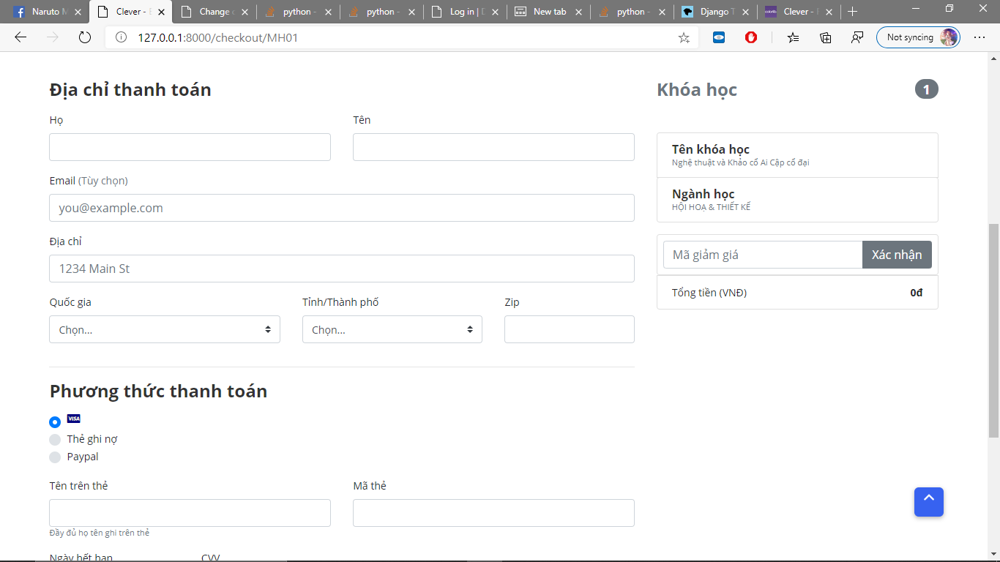 Naruto M
Clever - E
Change
python -
python -
Log in | D
New tab
python -
Django T
Clever -
127.0.0.1:8000/checkout/MH01
Not syncing
Địa chỉ thanh toán
Họ
Tên
Email (Tùy chọn)
you@example.com
Địa chỉ
1234 Main St
Quốc gia
Tỉnh/Thành phố
Zip
Chọn...
Chọn...
Phương thức thanh toán
VISA
Thẻ ghi nợ
Paypal
Tên trên thẻ
Mã thẻ
Đầy đủ họ tên ghi trên thẻ
Ngày hết hạn
CVV
Khóa học
1
Tên khóa học
Nghệ thuật và Khảo cổ Ai Cập cổ đại
Ngành học
HỘI HOẠ & THIẾT KẾ
Mã giảm giá
Xác nhận
Tổng tiền (VNĐ)
0đ